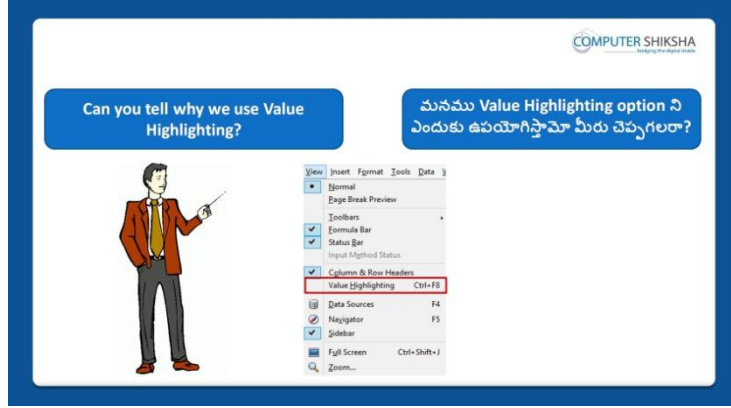 COMPUTER SHIKSHA
Bridging the digital divide
Can you tell why we use Value
Highlighting?
మనము Value Highlighting option ని
ఎందుకు ఉపయోగిస్తామో మీరు చెప్పగలరా?
View Insert Format Tools Data
Normal
Page Break Preview
Toolbars
Formula Bar
Status Bar
Input Method Status
Column & Row Headers
Value Highlighting Ctrl+F8
Data Sources F4
Navigator F5
Sidebar
Full Screen Ctrl+Shift+J
Zoom...